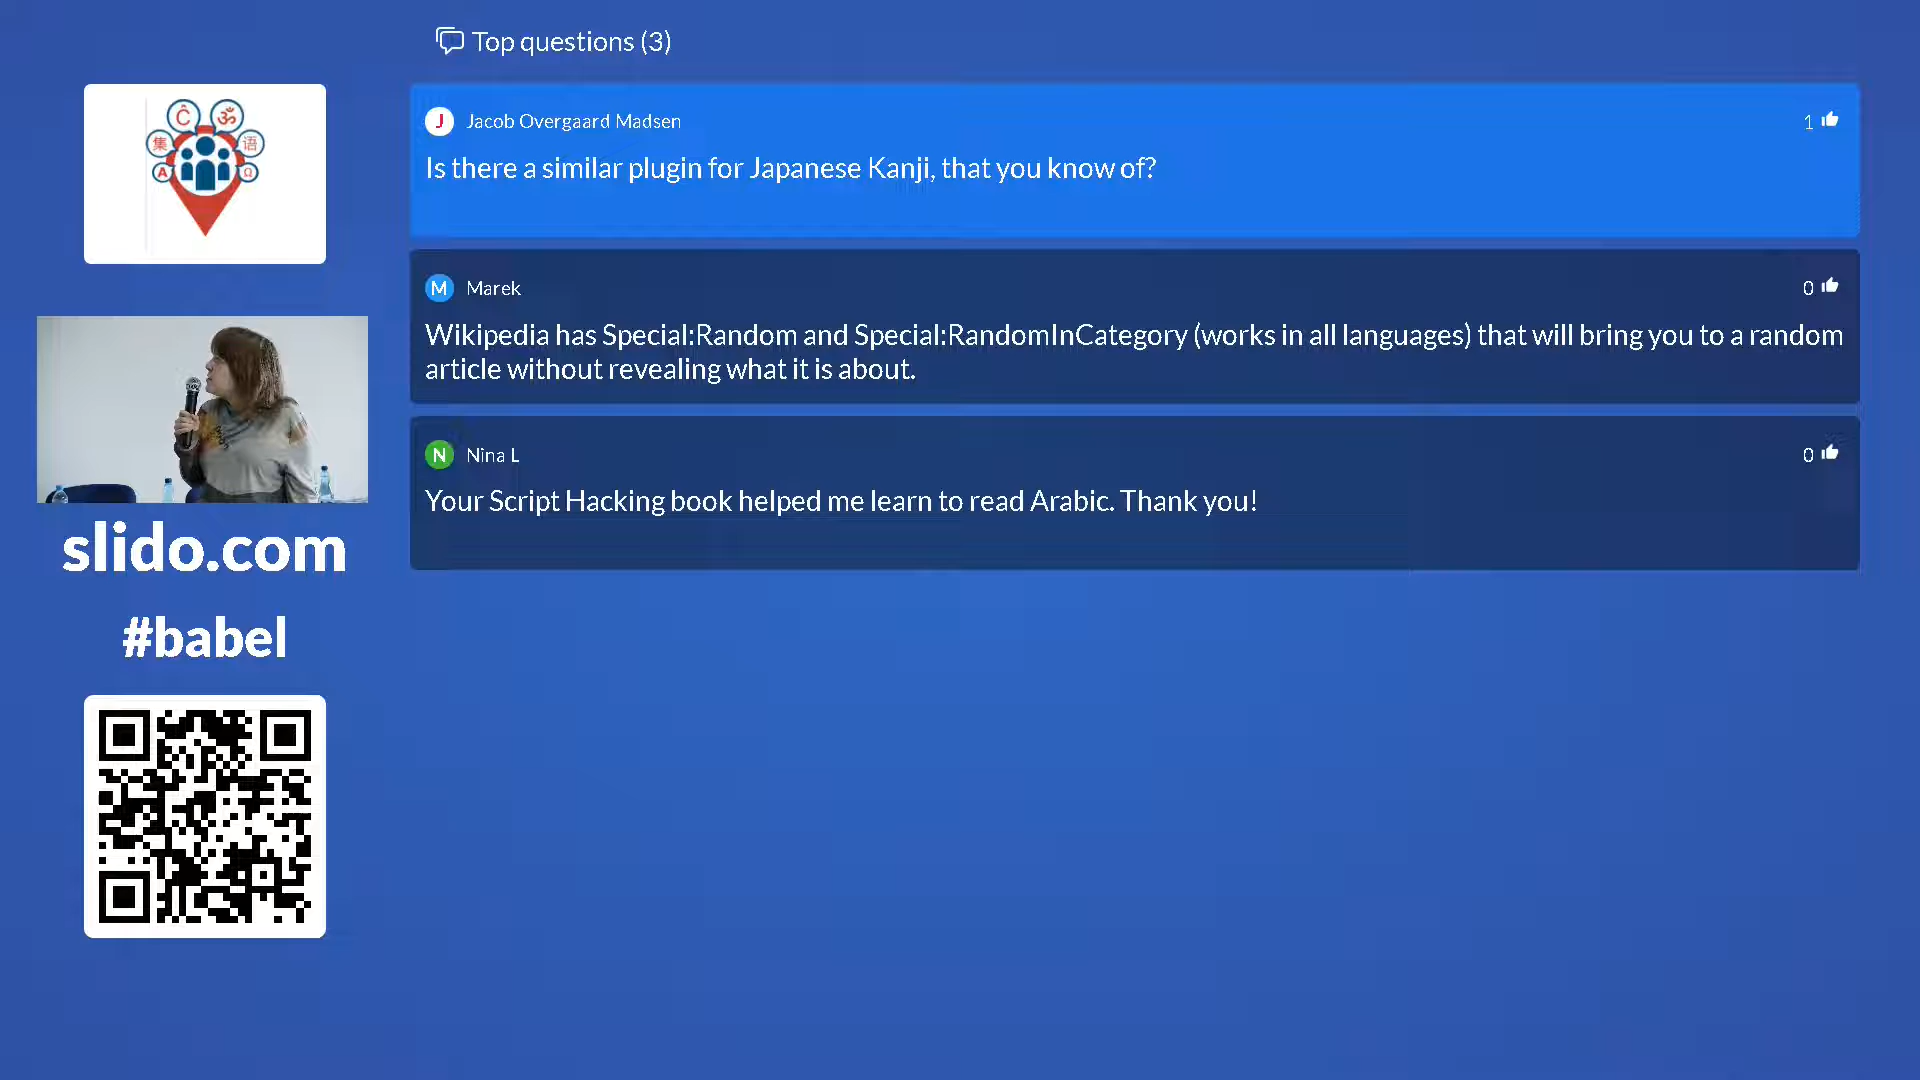 Top questions (3)
Ĉ ॐ
集 语
A Ω
J Jacob Overgaard Madsen 1
Is there a similar plugin for Japanese Kanji, that you know of?
M Marek 0
Wikipedia has Special:Random and Special:RandomInCategory (works in all languages) that will bring you to a random
article without revealing what it is about.
N Nina L 0
Your Script Hacking book helped me learn to read Arabic. Thank you!
slido.com
#babel